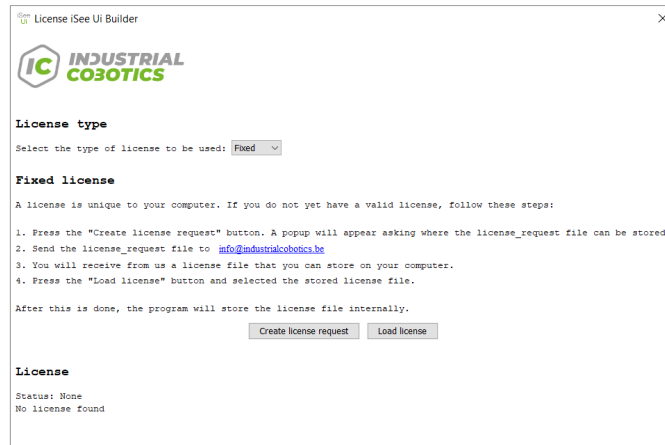 iSee
Ui
License iSee Ui Builder
IC
INDUSTRIAL
COBOTICS
License type
Select the type of license to be used: Fixed
Fixed license
A license is unique to your computer. If you do not yet have a valid license, follow these steps:
1. Press the "Create license request" button. A popup will appear asking where the license_request file can be stored
2. Send the license_request file to info@industrialcobotics.be
3. You will receive from us a license file that you can store on your computer.
4. Press the "Load license" button and selected the stored license file.
After this is done, the program will store the license file internally.
Create license request Load license
License
Status: None
No license found